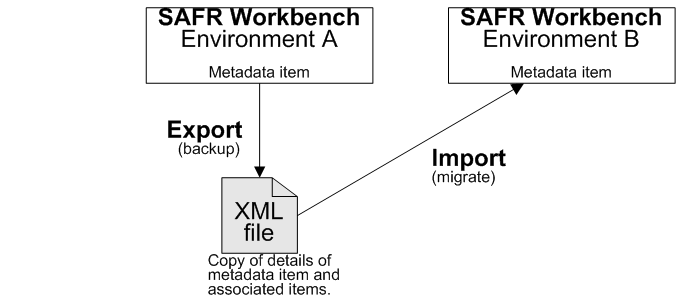 SAFR Workbench
Environment A
Metadata item
SAFR Workbench
Environment B
Metadata item
Export
(backup)
Import
(migrate)
XML
file
Copy of details of
metadata item and
associated items.